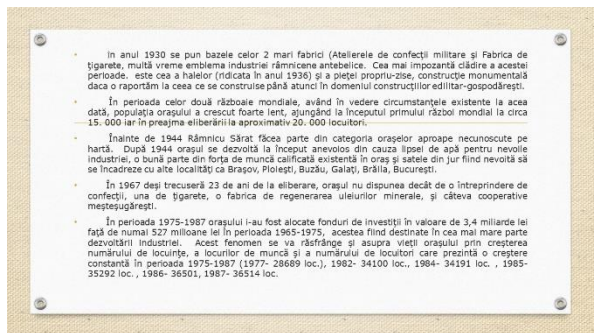 In anul 1930 se pun bazele celor 2 mari fabrici (Atelierele de confecții militare și Fabrica de
țigarete, multă vreme emblema industriei râmnicene antebelice. Cea mai impozantă clădire a acestei
perioade. este cea a halelor (ridicata în anul 1936) și a pieței propriu-zise, construcție monumentală
daca o raportăm la ceea ce se construise până atunci în domeniul construcțiilor edilitar-gospodărești.
În perioada celor două războaie mondiale, având în vedere circumstanțele existente la acea
dată, populația orașului a crescut foarte lent, ajungând la începutul primului război mondial la circa
15. 000 iar în preajma eliberării la aproximativ 20. 000 locuitori.
Înainte de 1944 Râmnicu Sărat făcea parte din categoria orașelor aproape necunoscute pe
hartă. După 1944 orașul se dezvoltă la început anevoios din cauza lipsei de apă pentru nevoile
industriei, o bună parte din forța de muncă calificată existentă în oraș și satele din jur fiind nevoită să
se încadreze cu alte localități ca Brașov, Ploiești, Buzău, Galați, Brăila, București.
În 1967 deși trecuseră 23 de ani de la eliberare, orașul nu dispunea decât de o întreprindere de
confecții, una de țigarete, o fabrica de regenerarea uleiurilor minerale, și câteva cooperative
meșteșugărești.
În perioada 1975-1987 orașului i-au fost alocate fonduri de investiții în valoare de 3,4 miliarde lei
față de numai 527 milioane lei în perioada 1965-1975, acestea fiind destinate în cea mai mare parte
dezvoltării industriei. Acest fenomen se va răsfrânge și asupra vieții orașului prin creșterea
numărului de locuințe, a locurilor de muncă și a numărului de locuitori care prezintă o creștere
constantă în perioada 1975-1987 (1977- 28689 loc.), 1982- 34100 loc., 1984- 34191 loc. , 1985-
35292 loc. , 1986- 36501, 1987- 36514 loc.